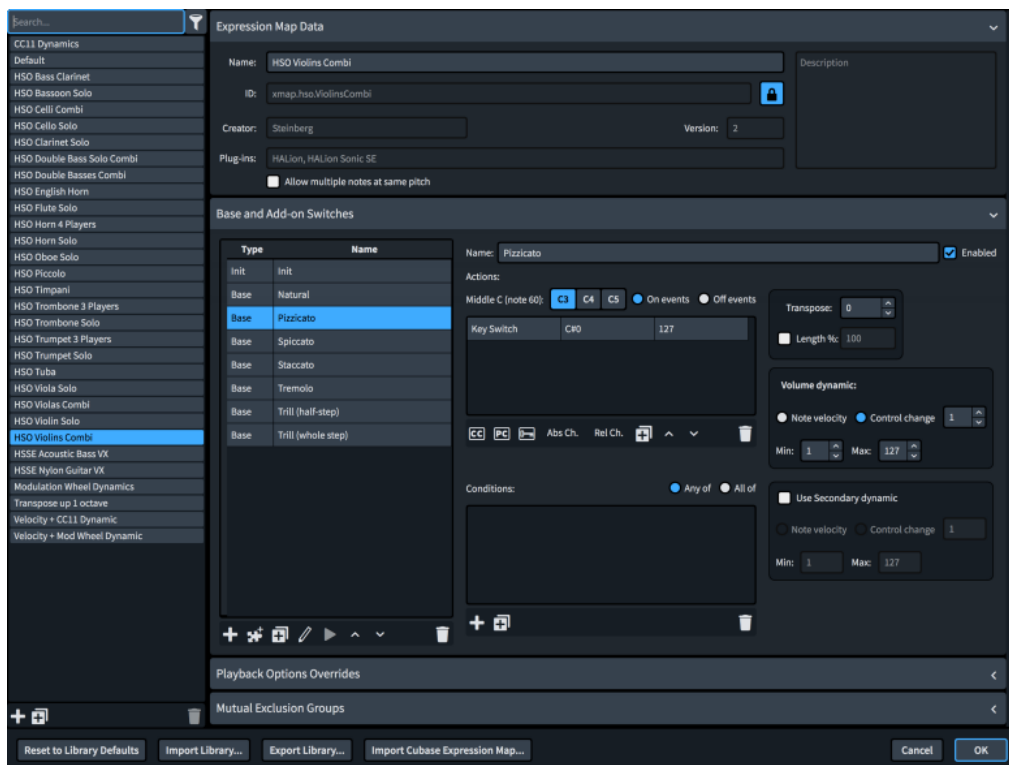 Search...
CC11 Dynamics
Default
HSO Bass Clarinet
HSO Bassoon Solo
HSO Celli Combi
HSO Cello Solo
HSO Clarinet Solo
HSO Double Bass Solo Combi
HSO Double Basses Combi
HSO English Horn
HSO Flute Solo
HSO Horn 4 Players
HSO Horn Solo
HSO Oboe Solo
HSO Piccolo
HSO Timpani
HSO Trombone 3 Players
HSO Trombone Solo
HSO Trumpet 3 Players
HSO Trumpet Solo
HSO Tuba
HSO Viola Solo
HSO Violas Combi
HSO Violin Solo
HSO Violins Combi
HSSE Acoustic Bass VX
HSSE Nylon Guitar VX
Modulation Wheel Dynamics
Transpose up 1 octave
Velocity + CC11 Dynamic
Velocity + Mod Wheel Dynamic
Expression Map Data
Name: HSO Violins Combi
Description
ID: xmap.hso.ViolinsCombi
Creator: Steinberg Version: 2
Plug-ins: HALion, HALion Sonic SE
Allow multiple notes at same pitch
Base and Add-on Switches
Type Name
Init Init
Base Natural
Base Pizzicato
Base Spiccato
Base Staccato
Base Tremolo
Base Trill (half-step)
Base Trill (whole step)
Name: Pizzicato Enabled
Actions:
Middle C (note 60): C3 C4 C5 On events Off events
Key Switch C#0 127
CC PC Abs Ch. Rel Ch.
Conditions: Any of All of
Transpose: 0
Length %: 100
Volume dynamic:
Note velocity Control change 1
Min: 1 Max: 127
Use Secondary dynamic
Note velocity Control change 1
Min: 1 Max: 127
Playback Options Overrides
Mutual Exclusion Groups
Reset to Library Defaults Import Library... Export Library... Import Cubase Expression Map... Cancel OK